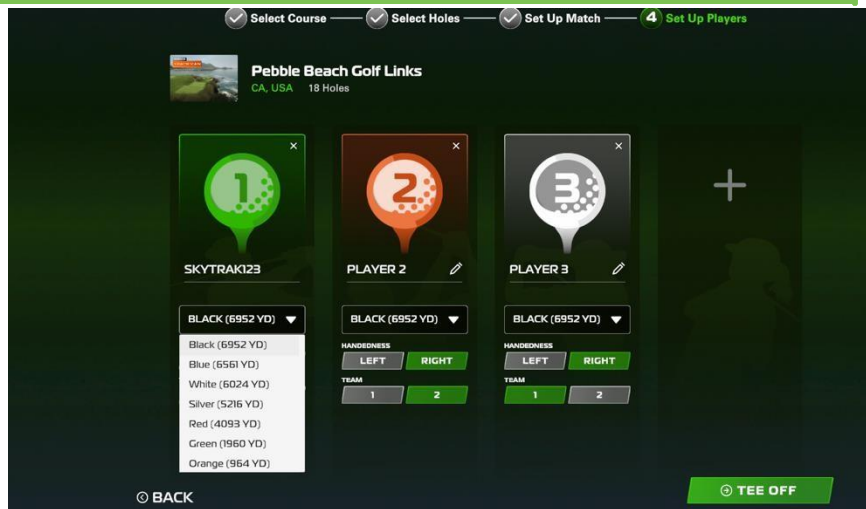 Select Course
Select Holes
Set Up Match
4 Set Up Players
Pebble Beach Golf Links
CA, USA 18 Holes
1
2
3
SKYTRAK123
PLAYER 2
PLAYER 3
BLACK (6952 YD)
BLACK (6952 YD)
BLACK (6952 YD)
Black (6952 YD)
Blue (6561 YD)
White (6024 YD)
Silver (5216 YD)
Red (4093 YD)
Green (1960 YD)
Orange (964 YD)
HANDEDNESS
LEFT RIGHT
TEAM
1 2
HANDEDNESS
LEFT RIGHT
TEAM
1 2
BACK
TEE OFF